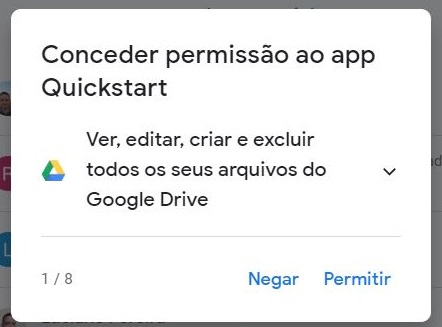 Conceder permissão ao app
Quickstart
Ver, editar, criar e excluir
todos os seus arquivos do
Google Drive
1 / 8
Negar
Permitir